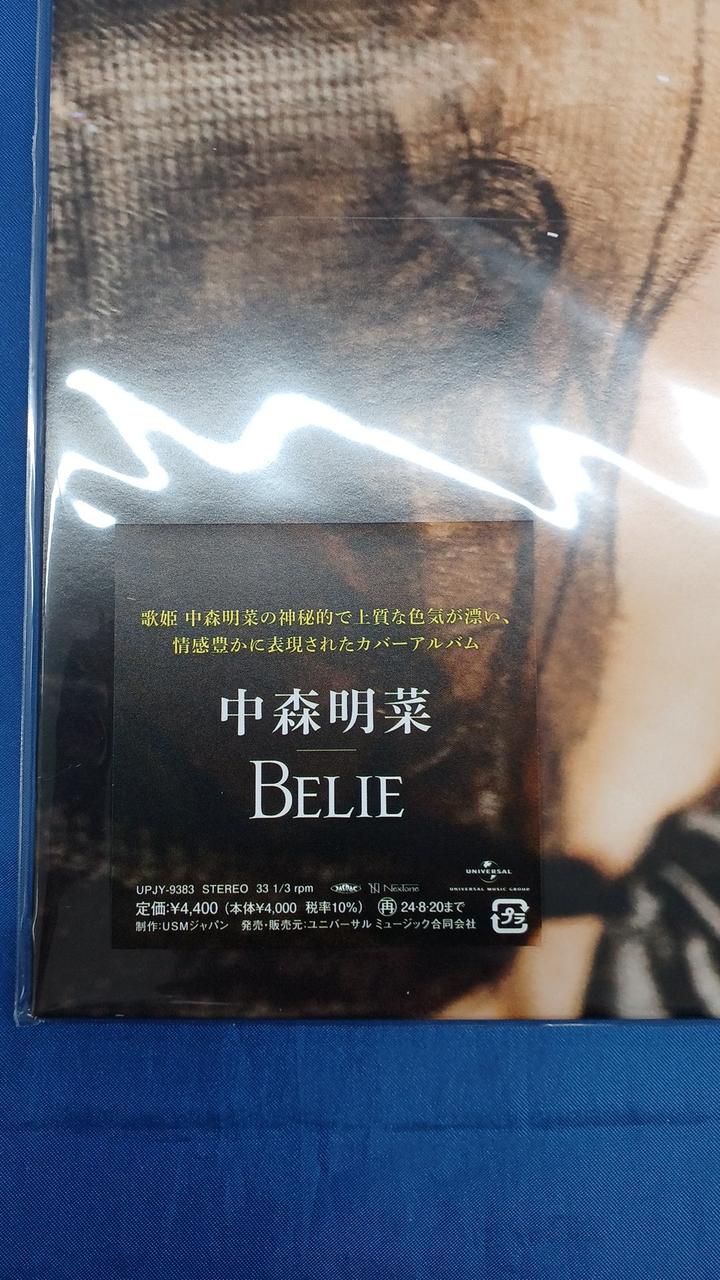 歌姫 中森明菜の神秘的で上質な色気が漂い、
情感豊かに表現されたカバーアルバム
中森明菜
BELIE
UNIVERSAL
UNIVERSAL MUSIC GROUP
UPJY-9383 STEREO 33 1/3 rpm JASRAC NexTone
定価:¥4,400 (本体¥4,000 税率10%) 再 24・8・20まで
制作:USMジャパン 発売・販売元:ユニバーサル ミュージック合同会社
プラ